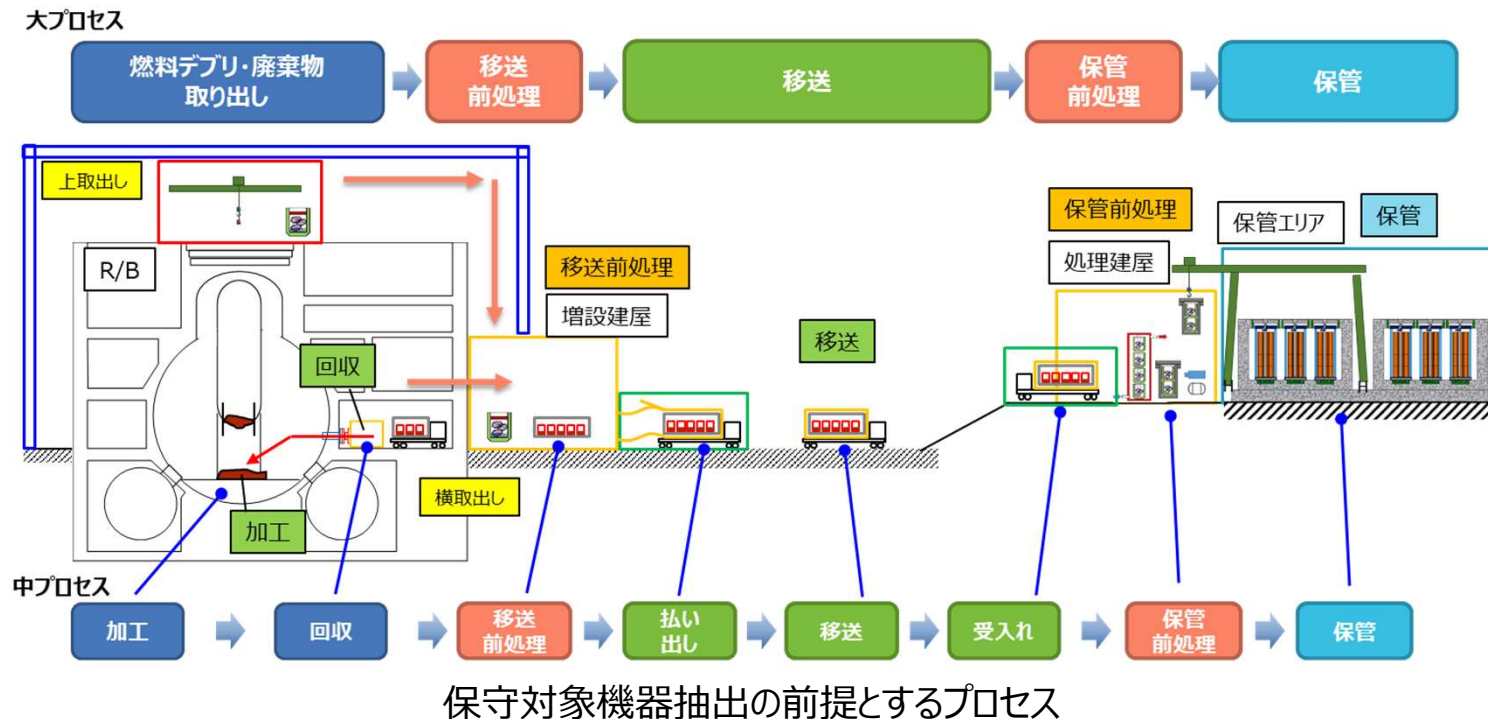 大プロセス
燃料デブリ・廃棄物
取り出し
移送
前処理
移送
保管
前処理
保管
上取出し
R/B
移送前処理
増設建屋
回収
移送
保管前処理
処理建屋
保管エリア
保管
横取出し
加工
中プロセス
加工
回収
移送
前処理
払い
出し
移送
受入れ
保管
前処理
保管
保守対象機器抽出の前提とするプロセス